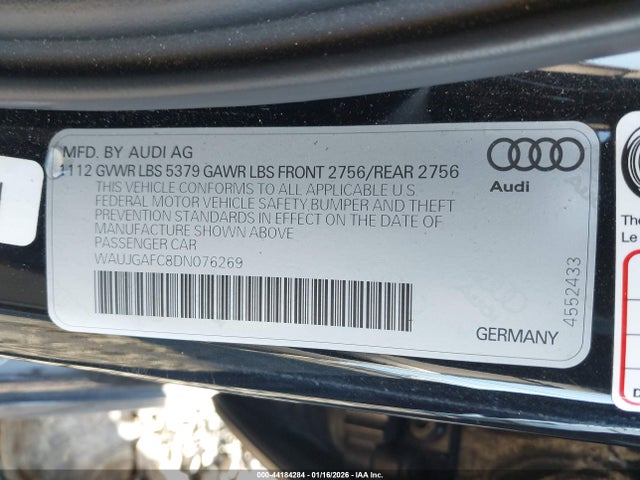 MFD. BY AUDI AG
1112 GVWR LBS 5379 GAWR LBS FRONT 2756/REAR 2756
THIS VEHICLE CONFORMS TO ALL APPLICABLE U S
FEDERAL MOTOR VEHICLE SAFETY,BUMPER AND THEFT
PREVENTION STANDARDS IN EFFECT ON THE DATE OF
MANUFACTURE SHOWN ABOVE
PASSENGER CAR
WAUJGAFC8DN076269
Audi
4552433
GERMANY
The
Le
D
000-44184284 - 01/16/2026 - IAA Inc.